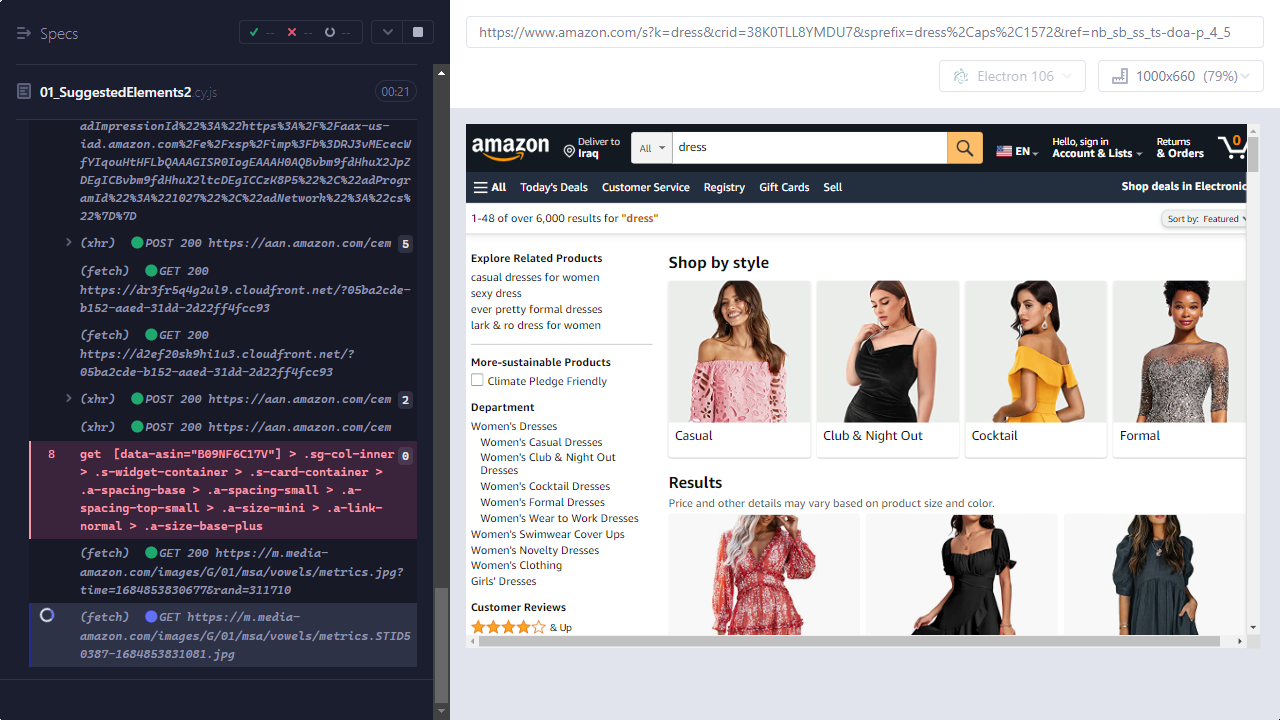 Specs
--
--
--
01_SuggestedElements2.cy.js
00:21
adImpressionId%22%3A%22https%3A%2F%2Faax-us-
iad.amazon.com%2Fe%2Fxsp%2Fimp%3Fb%3DRJ3vMEcecW
fYIqouHtHFLbQAAAGISR0IogEAAAH0AQBvbm9fdHhuX2JpZ
DEgICBvbm9fdHhuX2ltcDEgICCzK8P5%22%2C%22adProgr
amId%22%3A%221027%22%2C%22adNetwork%22%3A%22cs%
22%7D%7D
(xhr) POST 200 https://aan.amazon.com/cem 5
(fetch) GET 200
https://dr3fr5q4g2ul9.cloudfront.net/?05ba2cde-
b152-aaed-31dd-2d22ff4fcc93
(fetch) GET 200
https://d2ef20sk9hi1u3.cloudfront.net/?
05ba2cde-b152-aaed-31dd-2d22ff4fcc93
(xhr) POST 200 https://aan.amazon.com/cem 2
(xhr) POST 200 https://aan.amazon.com/cem
8 get [data-asin="B09NF6C17V"] > .sg-col-inner 0
> .s-widget-container > .s-card-container >
.a-spacing-base > .a-spacing-small > .a-
spacing-top-small > .a-size-mini > .a-link-
normal > .a-size-base-plus
(fetch) GET 200 https://m.media-
amazon.com/images/G/01/msa/vowels/metrics.jpg?
time=1684853830677&rand=311710
(fetch) GET https://m.media-
amazon.com/images/G/01/msa/vowels/metrics.STID5
0387-1684853831081.jpg
https://www.amazon.com/s?k=dress&crid=38K0TLL8YMDU7&sprefix=dress%2Caps%2C1572&ref=nb_sb_ss_ts-doa-p_4_5
Electron 106
1000x660 (79%)
amazon
Deliver to
Iraq
All
dress
EN
Hello, sign in
Account & Lists
Returns
& Orders
0
All
Today's Deals
Customer Service
Registry
Gift Cards
Sell
Shop deals in Electronic
1-48 of over 6,000 results for "dress"
Sort by: Featured
Explore Related Products
casual dresses for women
sexy dress
ever pretty formal dresses
lark & ro dress for women
More-sustainable Products
Climate Pledge Friendly
Department
Women's Dresses
Women's Casual Dresses
Women's Club & Night Out
Dresses
Women's Cocktail Dresses
Women's Formal Dresses
Women's Wear to Work Dresses
Women's Swimwear Cover Ups
Women's Novelty Dresses
Women's Clothing
Girls' Dresses
Customer Reviews
& Up
Shop by style
Casual
Club & Night Out
Cocktail
Formal
Results
Price and other details may vary based on product size and color.